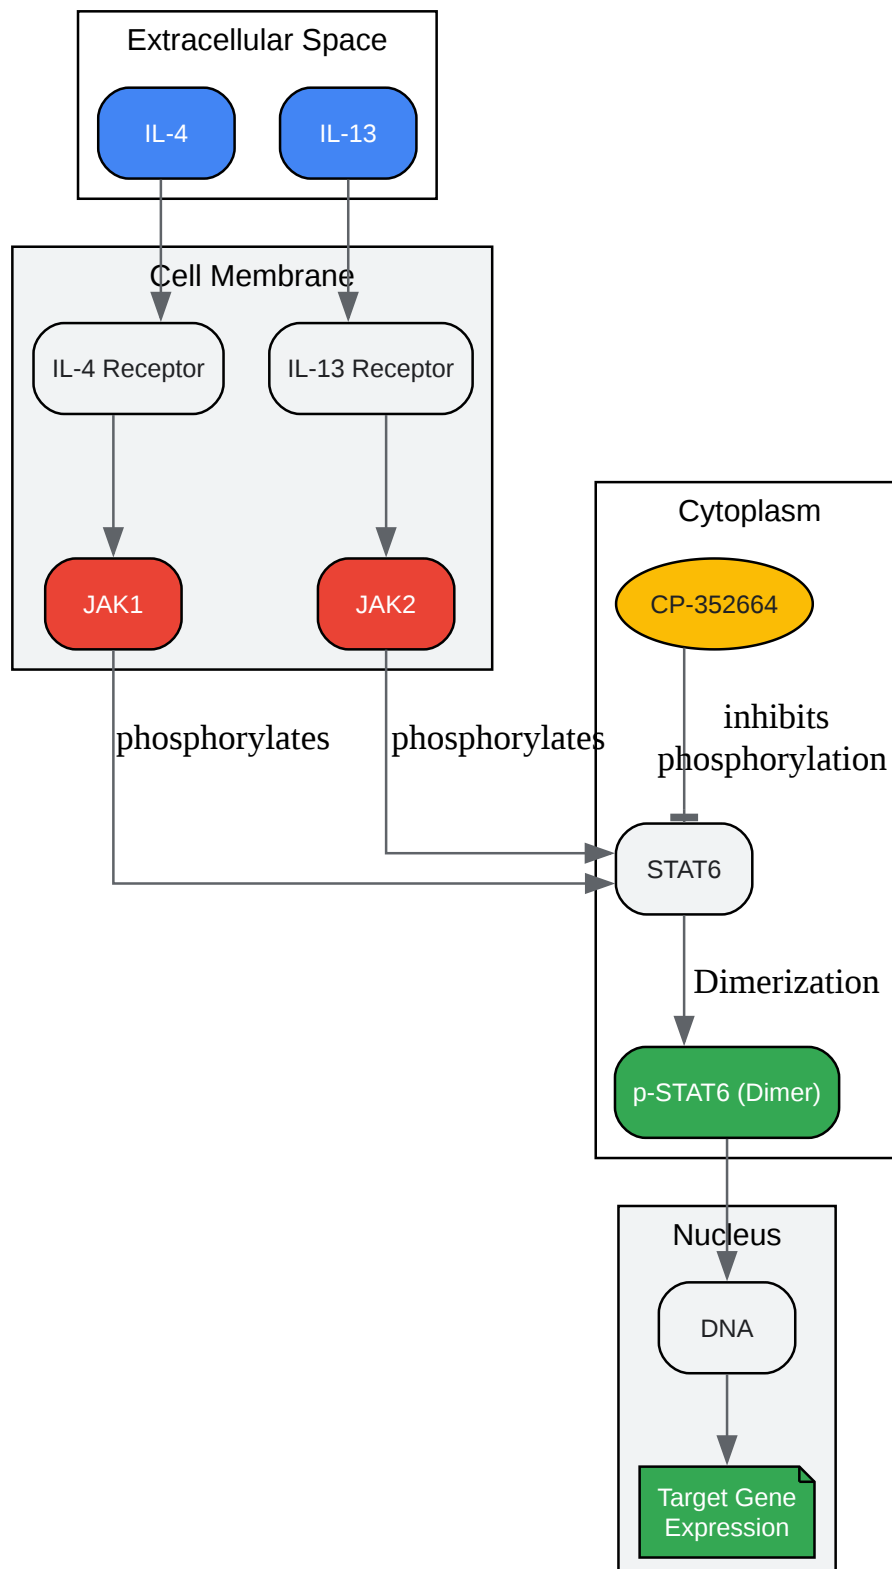 Extracellular Space
IL-4
IL-13
Cell Membrane
IL-4 Receptor
IL-13 Receptor
JAK1
JAK2
phosphorylates
phosphorylates
Cytoplasm
CP-352664
inhibits
phosphorylation
STAT6
Dimerization
p-STAT6 (Dimer)
Nucleus
DNA
Target Gene
Expression